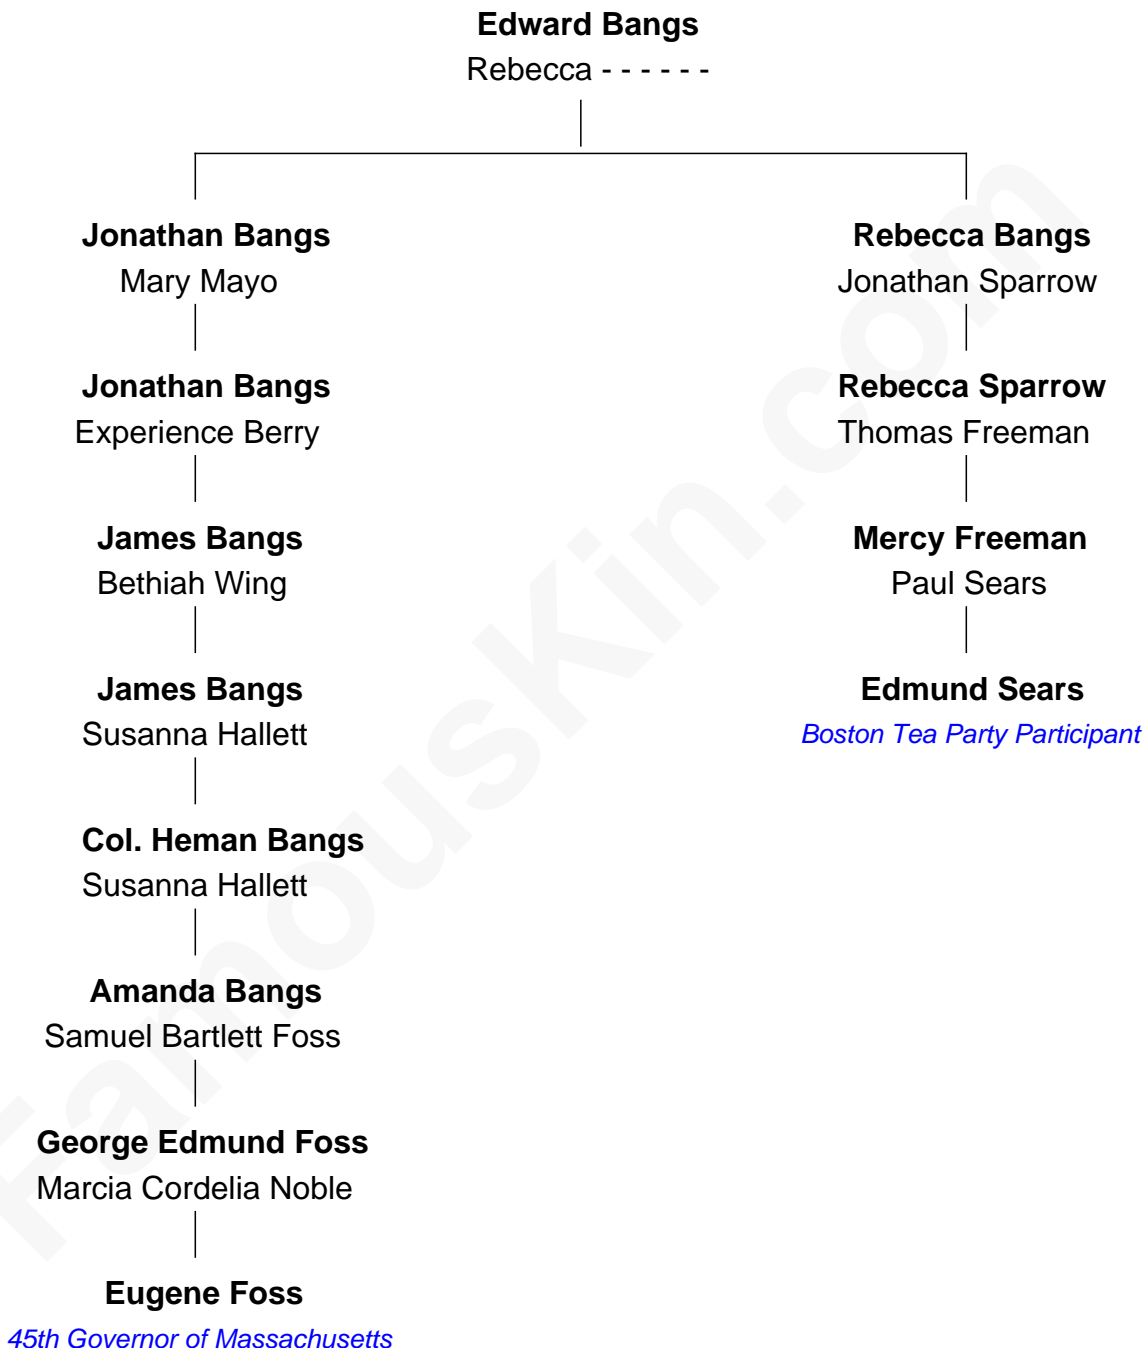 Edward Bangs
Rebecca - - - - - -
Jonathan Bangs
Mary Mayo
Rebecca Bangs
Jonathan Sparrow
Jonathan Bangs
Experience Berry
Rebecca Sparrow
Thomas Freeman
James Bangs
Bethiah Wing
Mercy Freeman
Paul Sears
James Bangs
Susanna Hallett
Edmund Sears
Boston Tea Party Participant
Col. Heman Bangs
Susanna Hallett
Amanda Bangs
Samuel Bartlett Foss
George Edmund Foss
Marcia Cordelia Noble
Eugene Foss
45th Governor of Massachusetts
FamousKin.com